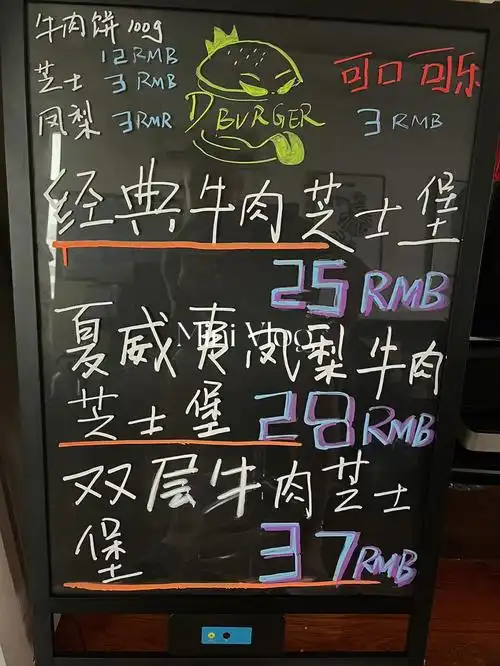 牛肉饼 100g
12 RMB
芝士 3 RMB
凤梨 3 RMR
D BURGER
可口可乐
3 RMB
经典牛肉芝士堡
25 RMB
夏威夷凤梨牛肉
芝士堡 28 RMB
双层牛肉芝士
堡 37 RMB